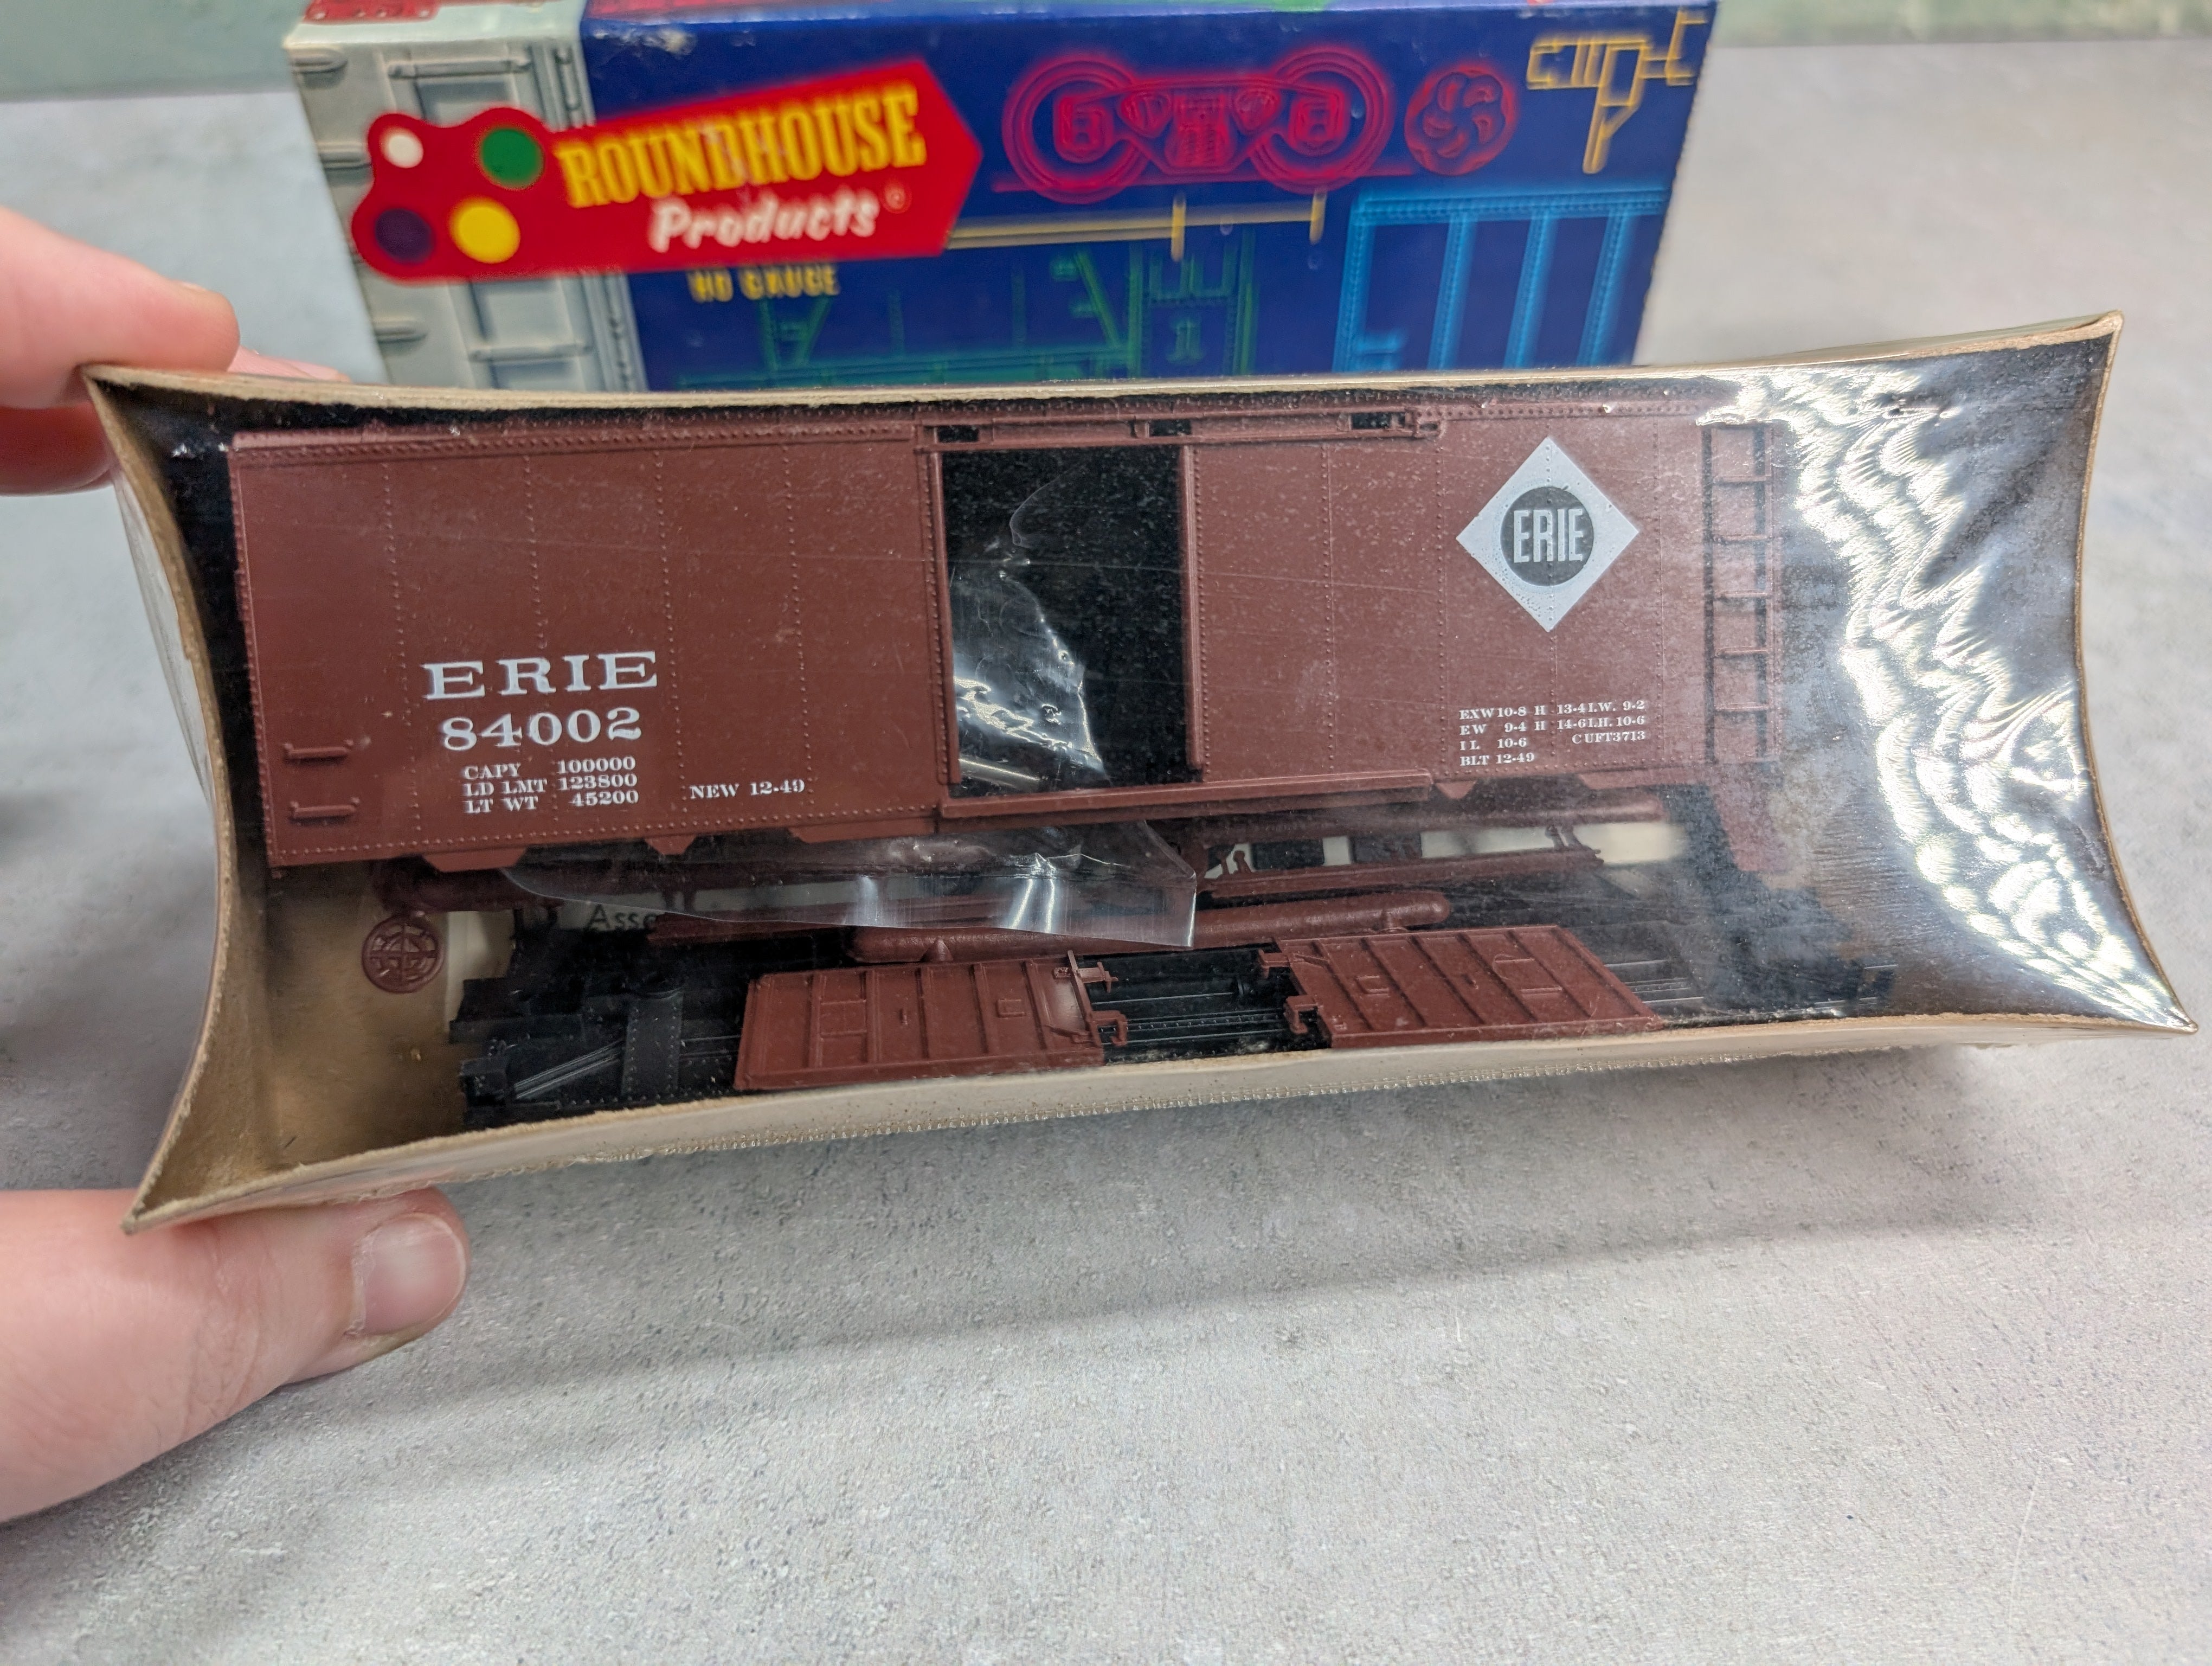 ROUNDHOUSE
Products
HO GAUGE
1
ERIE
84002
CAPY 100000
LD LMT 123800
LT WT 45200
NEW 12-49
ERIE
EXW 10-8 H 13-4 I.W. 9-2
EW 9-4 H 14-6 I.H. 10-6
IL 10-6 CUFT 3713
BLT 12-49
Asse